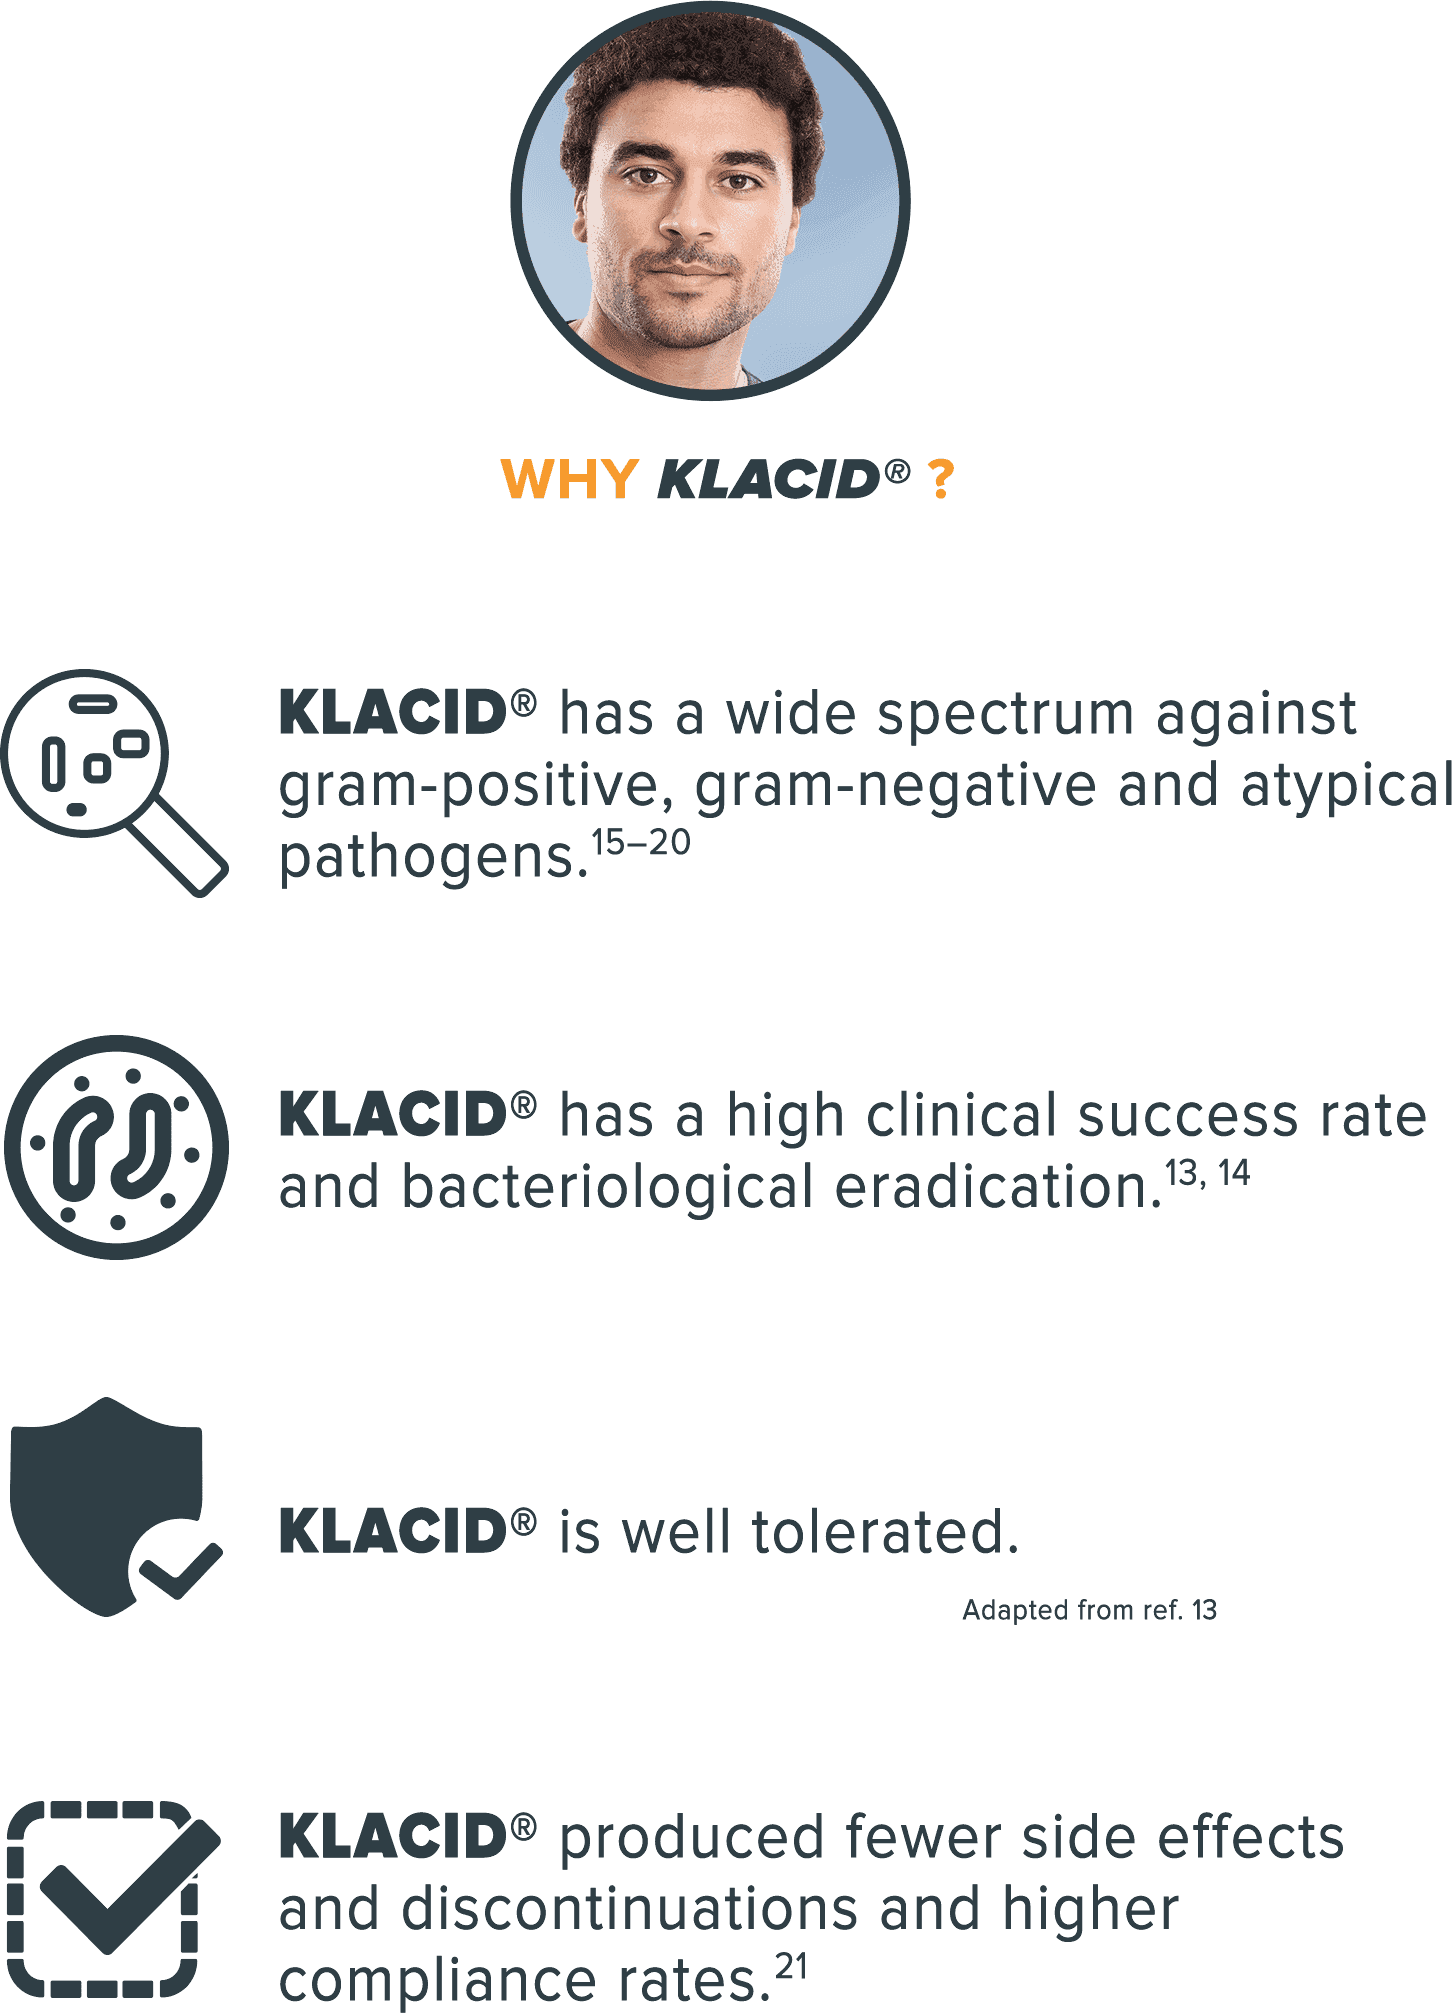 WHY KLACID® ?
KLACID® has a wide spectrum against
gram-positive, gram-negative and atypical
pathogens.15–20
KLACID® has a high clinical success rate
and bacteriological eradication.13, 14
KLACID® is well tolerated.
Adapted from ref. 13
KLACID® produced fewer side effects
and discontinuations and higher
compliance rates.21